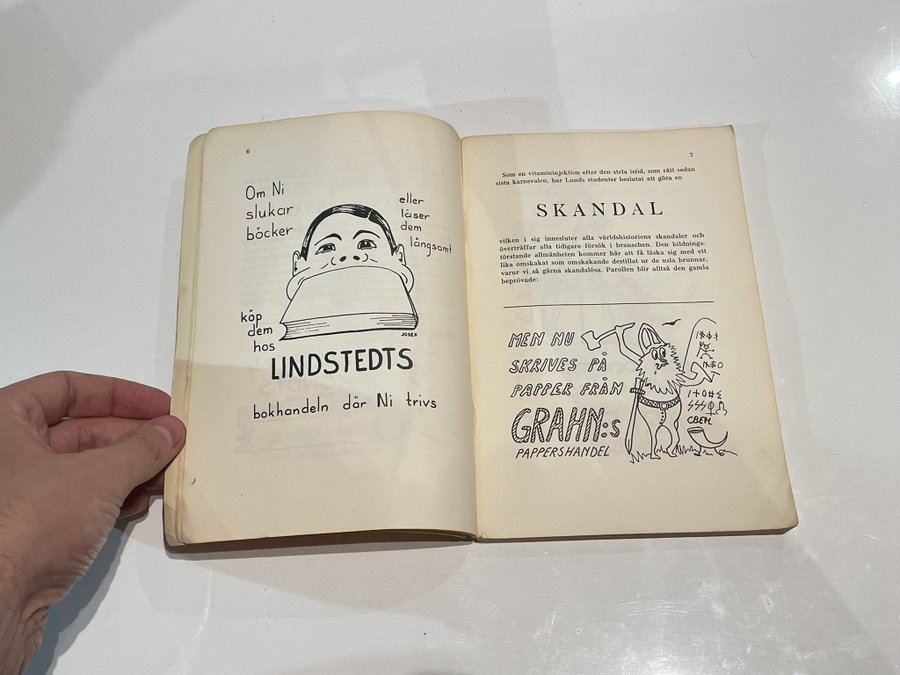 6
Om Ni
slukar
böcker
eller
läser
dem
långsamt
köp
dem
hos
JOBEX
LINDSTEDTS
bokhandeln där Ni trivs
7
Som en vitamininjektion efter den stela istid, som rått sedan
sista karnevalen, har Lunds studenter beslutat att göra en
SKANDAL
vilken i sig innesluter alla världshistoriens skandaler och
överträffar alla tidigare försök i branschen. Den bildnings-
törstande allmänheten kommer här att få läska sig med ett
lika omskakat som omskakande destillat ur de usla brunnar,
varur vi så gärna skandalösa. Parollen blir alltså den gamla
beprövade:
MEN NU
SKRIVES PÅ
PAPPER FRÅN
GRAHN:s
PAPPERSHANDEL